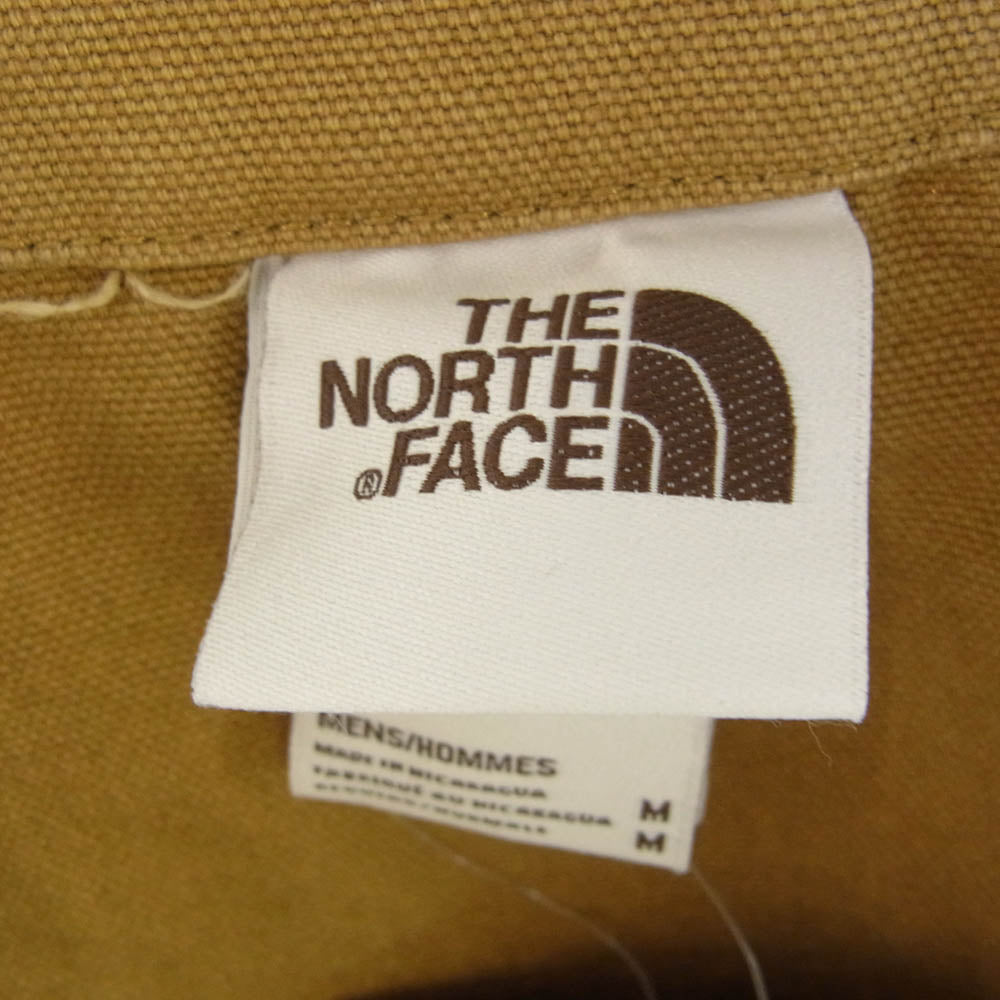 THE
NORTH
® FACE
MENS/HOMMES
MADE IN NICARAGUA
FABRIQUÉ AU NICARAGUA
M
M